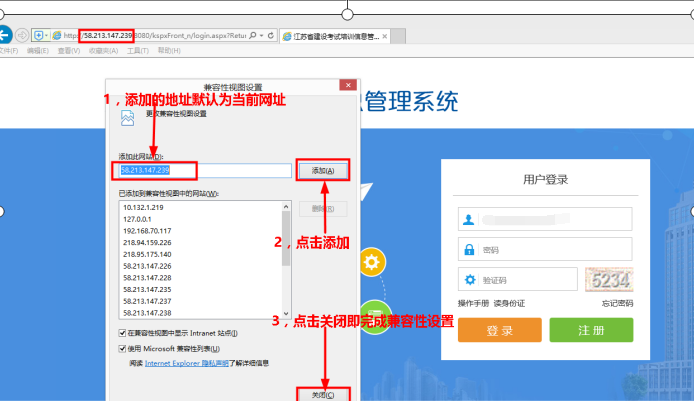 http://58.213.147.239:8080/kspxFront_n/login.aspx?Retur
江苏省建设考试培训信息管...
文件(F) 编辑(E) 查看(V) 收藏夹(A) 工具(T) 帮助(H)
兼容性视图设置
1，添加的地址默认为当前网址
管理系统
更改兼容性视图设置
添加此网站(D):
58.213.147.239
添加(A)
已添加到兼容性视图中的网站(W):
10.132.1.219
127.0.0.1
192.168.70.117
218.94.159.226
218.95.175.140
58.213.147.226
58.213.147.228
58.213.147.235
58.213.147.237
58.213.147.238
删除(R)
2，点击添加
3，点击关闭即完成兼容性设置
在兼容性视图中显示 Intranet 站点(I)
使用 Microsoft 兼容性列表(U)
阅读 Internet Explorer 隐私声明了解详细信息
关闭(C)
用户登录
密码
验证码
5234
操作手册 读身份证 忘记密码
登 录
注 册